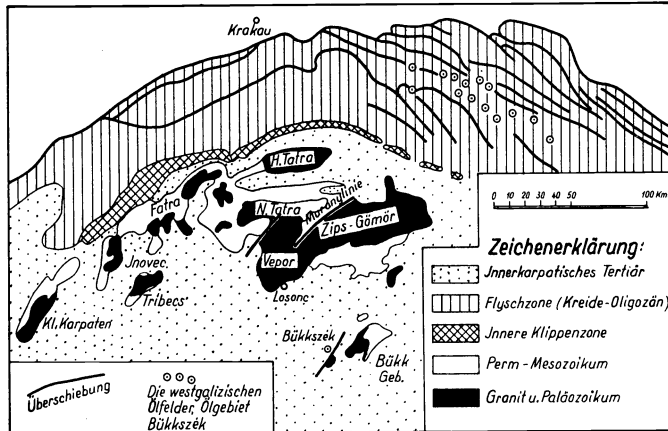 Krakau
H. Tatra
Fatra
N. Tatra
Muranylinie
Zips-Gömör
Vepor
Jnovec
Tribecs
Kl. Karpaten
Losonc
Bükkszék
Bükk
Geb.
0 10 20 30 40 50 100 Km
Zeichenerklärung:
Jnnerkarpatisches Tertiär
Flyschzone (Kreide-Oligozän)
Jnnere Klippenzone
Perm-Mesozoikum
Granit u. Paläozoikum
Überschiebung
Die westgalizischen
Ölfelder, Ölgebiet
Bükkszék